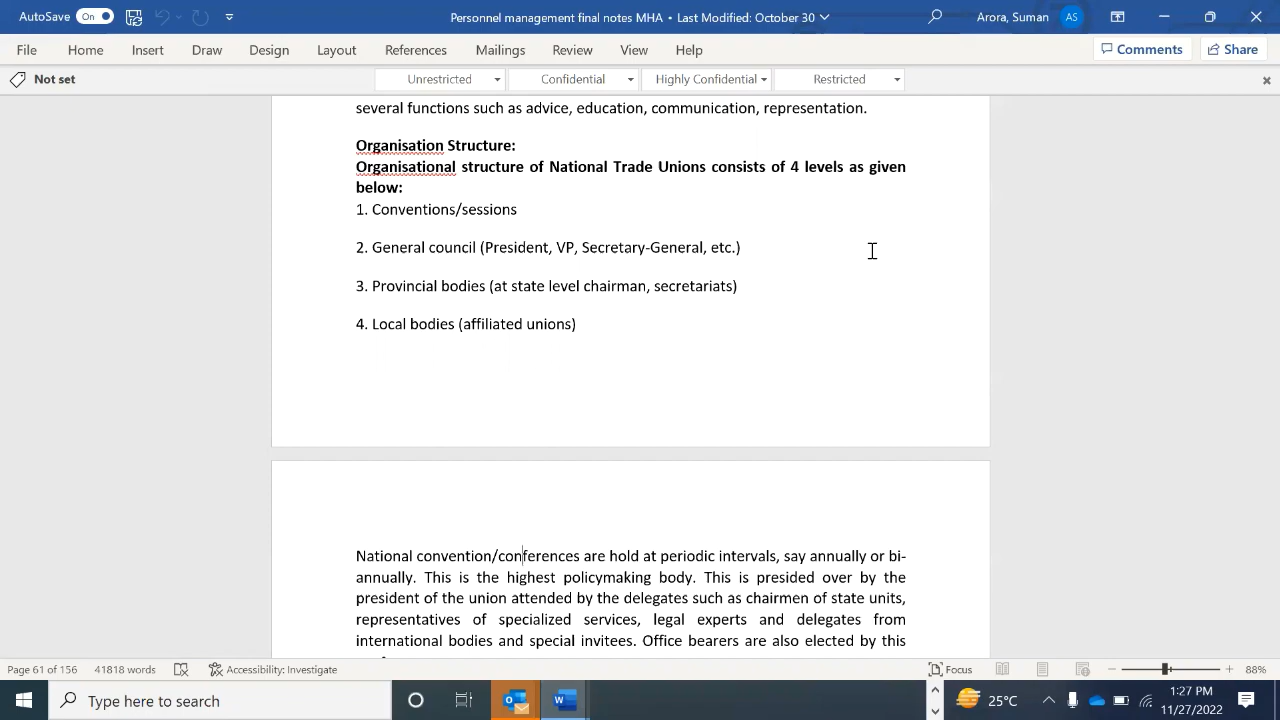 AutoSave On Personnel management final notes MHA • Last Modified: October 30 Arora, Suman AS
File Home Insert Draw Design Layout References Mailings Review View Help Comments Share
Not set Unrestricted Confidential Highly Confidential Restricted
several functions such as advice, education, communication, representation.
Organisation Structure:
Organisational structure of National Trade Unions consists of 4 levels as given
below:
1. Conventions/sessions
2. General council (President, VP, Secretary-General, etc.)
3. Provincial bodies (at state level chairman, secretariats)
4. Local bodies (affiliated unions)
National convention/conferences are hold at periodic intervals, say annually or bi-
annually. This is the highest policymaking body. This is presided over by the
president of the union attended by the delegates such as chairmen of state units,
representatives of specialized services, legal experts and delegates from
international bodies and special invitees. Office bearers are also elected by this
Page 61 of 156 41818 words Accessibility: Investigate Focus 88%
Type here to search 25°C 1:27 PM
11/27/2022